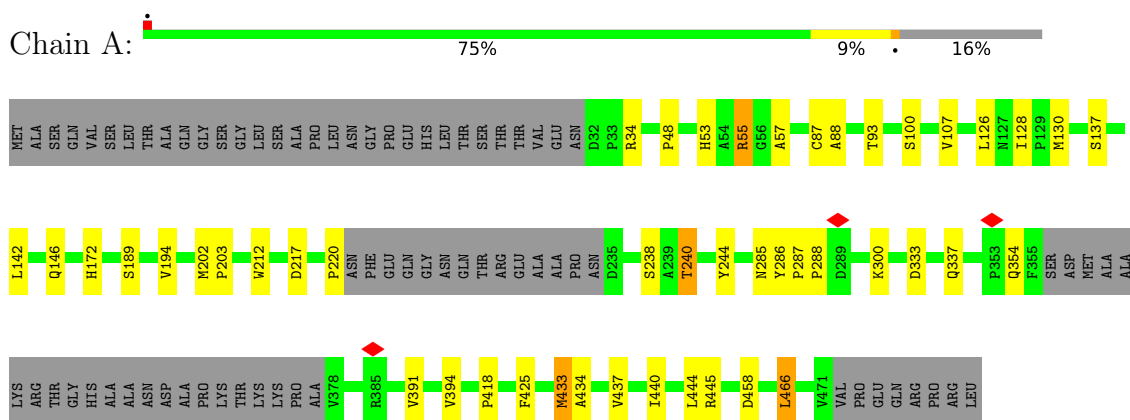 Chain A:
75% 9% • 16%
MET ALA SER GLN VAL SER LEU THR ALA GLN GLY SER GLY LEU SER ALA PRO LEU ASN GLY PRO GLU HIS LEU THR SER THR THR VAL GLU ASN D32 P33 R34 P48 H53 A54 R55 G56 A57 C87 A88 T93 S100 V107 L126 N127 I128 P129 M130 S137
L142 Q146 H172 S189 V194 M202 P203 W212 D217 P220 ASN PHE GLU GLN GLY ASN GLN THR ARG GLU ALA ALA PRO ASN D235 S238 A239 T240 Y244 N285 Y286 P287 P288 D289 K300 D333 Q337 P353 Q354 F355 SER ASP MET ALA ALA
LYS ARG THR GLY HIS ALA ALA ASN ASP ALA PRO LYS THR LYS LYS PRO ALA V378 R385 V391 V394 P418 F425 M433 A434 V437 I440 L444 R445 D458 L466 V471 VAL PRO GLU GLN ARG PRO ARG LEU